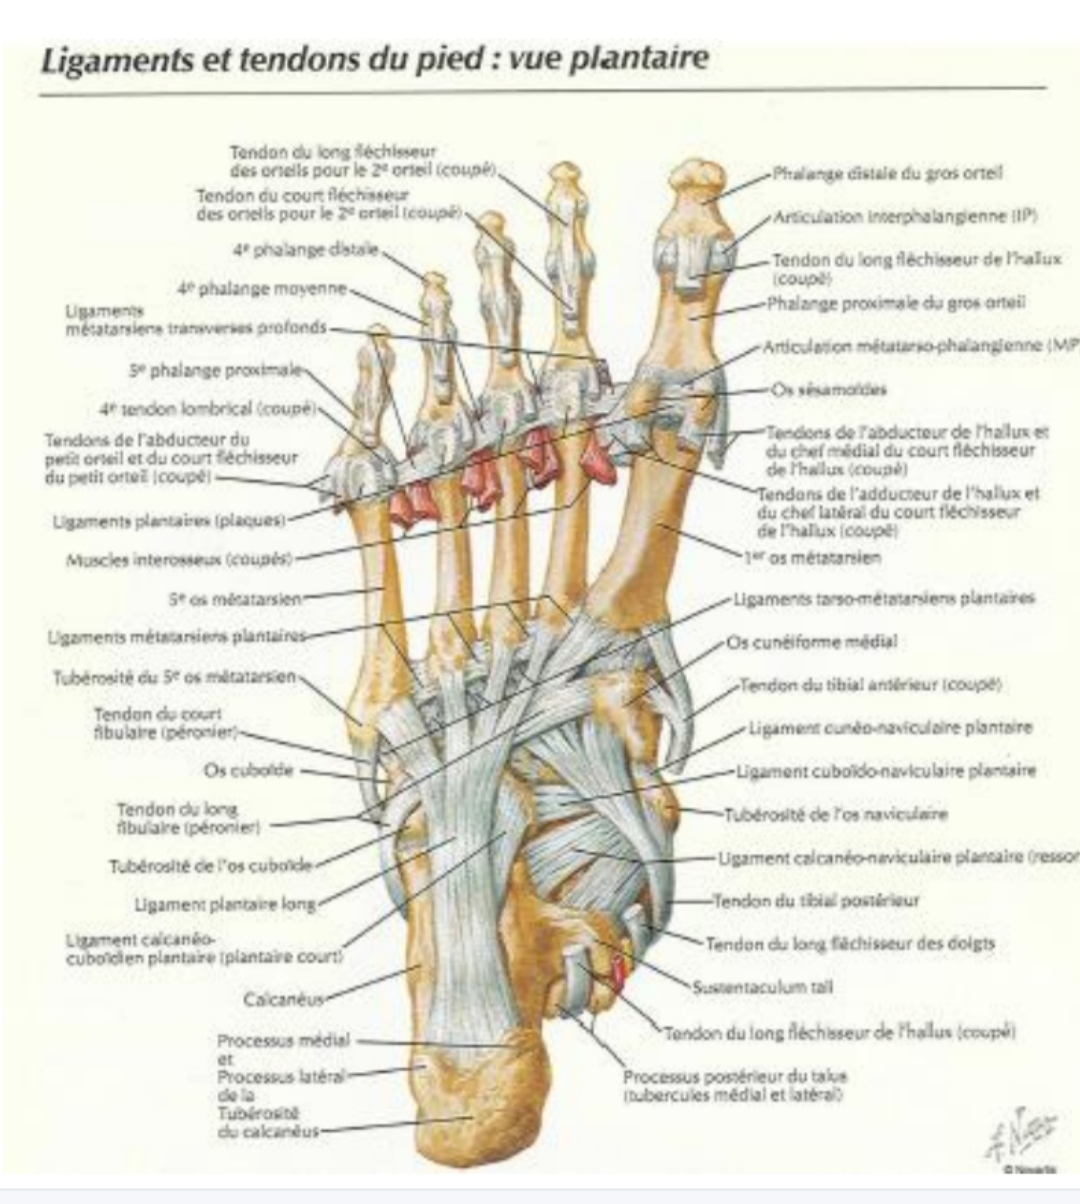 Ligaments et tendons du pied : vue plantaire
Tendon du long fléchisseur
des orteils pour le 2e orteil (coupé)
Tendon du court fléchisseur
des orteils pour le 2e orteil (coupé)
4e phalange distale
4e phalange moyenne
Ligaments
métatarsiens transverses profonds
5e phalange proximale
4e tendon lombrical (coupé)
Tendons de l'abducteur du
petit orteil et du court fléchisseur
du petit orteil (coupé)
Ligaments plantaires (plaques)
Muscles interosseux (coupés)
5e os métatarsien
Ligaments métatarsiens plantaires
Tubérosité du 5e os métatarsien
Tendon du court
fibulaire (péronier)
Os cuboïde
Tendon du long
fibulaire (péronier)
Tubérosité de l'os cuboïde
Ligament plantaire long
Ligament calcanéo-
cuboïdien plantaire (plantaire court)
Calcanéus
Processus médial
et
Processus latéral
de la
Tubérosité
du calcanéus
Phalange distale du gros orteil
Articulation interphalangienne (IP)
Tendon du long fléchisseur de l'hallux
(coupé)
Phalange proximale du gros orteil
Articulation métatarso-phalangienne (MP
Os sésamoïdes
Tendons de l'abducteur de l'hallux et
du chef médial du court fléchisseur
de l'hallux (coupé)
Tendons de l'adducteur de l'hallux et
du chef latéral du court fléchisseur
de l'hallux (coupé)
1er os métatarsien
Ligaments tarso-métatarsiens plantaires
Os cunéiforme médial
Tendon du tibial antérieur (coupé)
Ligament cunéo-naviculaire plantaire
Ligament cuboïdo-naviculaire plantaire
Tubérosité de l'os naviculaire
Ligament calcanéo-naviculaire plantaire (ressor
Tendon du tibial postérieur
Tendon du long fléchisseur des doigts
Sustentaculum tali
Tendon du long fléchisseur de l'hallux (coupé)
Processus postérieur du talus
(tubercules médial et latéral)
© Novartis